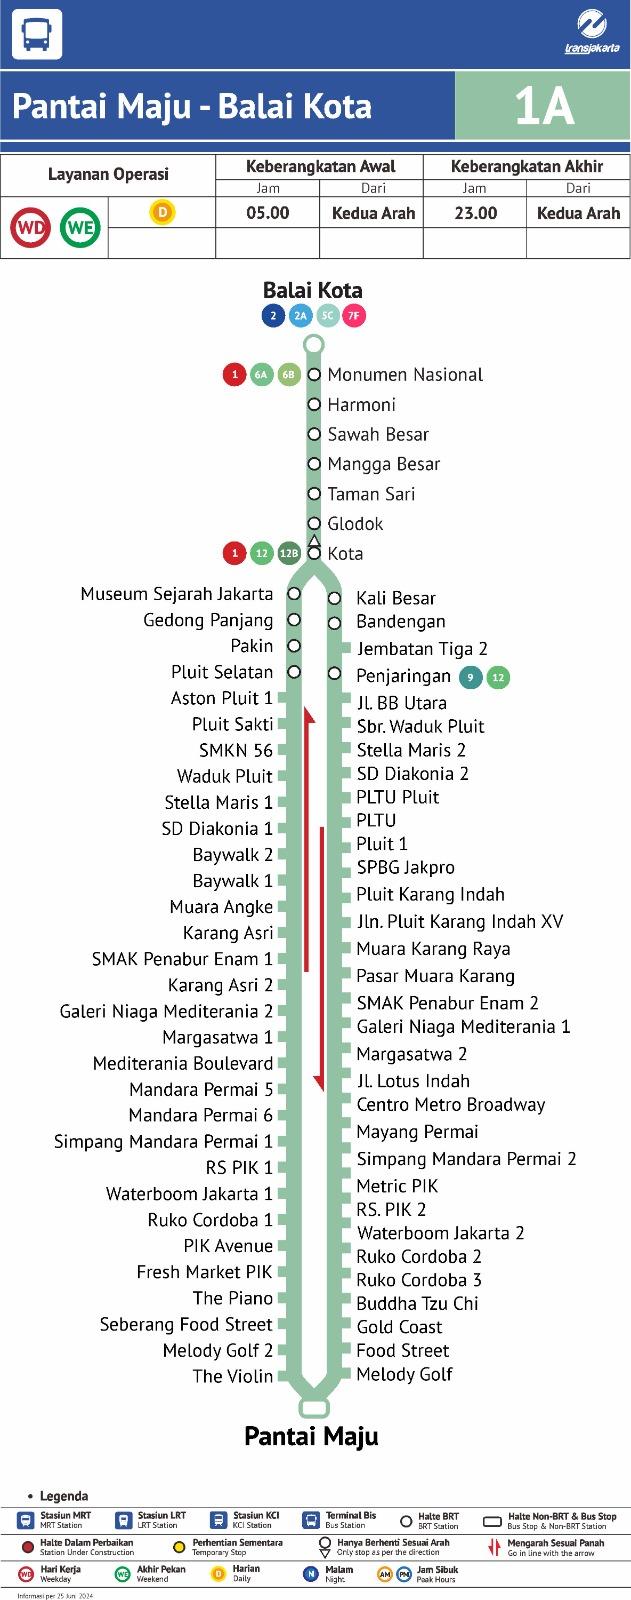 transjakarta
Pantai Maju - Balai Kota
1A
Layanan Operasi
Keberangkatan Awal
Keberangkatan Akhir
Jam
Dari
Jam
Dari
WD WE
D
05.00
Kedua Arah
23.00
Kedua Arah
Balai Kota
2 2A 5C 7F
1 6A 6B Monumen Nasional
Harmoni
Sawah Besar
Mangga Besar
Taman Sari
Glodok
1 12 12B Kota
Museum Sejarah Jakarta
Gedong Panjang
Pakin
Pluit Selatan
Aston Pluit 1
Pluit Sakti
SMKN 56
Waduk Pluit
Stella Maris 1
SD Diakonia 1
Baywalk 2
Baywalk 1
Muara Angke
Karang Asri
SMAK Penabur Enam 1
Karang Asri 2
Galeri Niaga Mediterania 2
Margasatwa 1
Mediterania Boulevard
Mandara Permai 5
Mandara Permai 6
Simpang Mandara Permai 1
RS PIK 1
Waterboom Jakarta 1
Ruko Cordoba 1
PIK Avenue
Fresh Market PIK
The Piano
Seberang Food Street
Melody Golf 2
The Violin
Kali Besar
Bandengan
Jembatan Tiga 2
Penjaringan 9 12
Jl. BB Utara
Sbr. Waduk Pluit
Stella Maris 2
SD Diakonia 2
PLTU Pluit
PLTU
Pluit 1
SPBG Jakpro
Pluit Karang Indah
Jln. Pluit Karang Indah XV
Muara Karang Raya
Pasar Muara Karang
SMAK Penabur Enam 2
Galeri Niaga Mediterania 1
Margasatwa 2
Jl. Lotus Indah
Centro Metro Broadway
Mayang Permai
Simpang Mandara Permai 2
Metric PIK
RS. PIK 2
Waterboom Jakarta 2
Ruko Cordoba 2
Ruko Cordoba 3
Buddha Tzu Chi
Gold Coast
Food Street
Melody Golf
Pantai Maju
• Legenda
Stasiun MRT
MRT Station
Stasiun LRT
LRT Station
Stasiun KCI
KCI Station
Terminal Bis
Bus Station
Halte BRT
BRT Station
Halte Non-BRT & Bus Stop
Bus Stop & Non-BRT Station
Halte Dalam Perbaikan
Station Under Construction
Perhentian Sementara
Temporary Stop
Hanya Berhenti Sesuai Arah
Only stop as per the direction
Mengarah Sesuai Panah
Go in line with the arrow
WD Hari Kerja
Weekday
WE Akhir Pekan
Weekend
D Harian
Daily
M Malam
Night
AM PM Jam Sibuk
Peak Hours
Informasi per 25 Jun, 2024